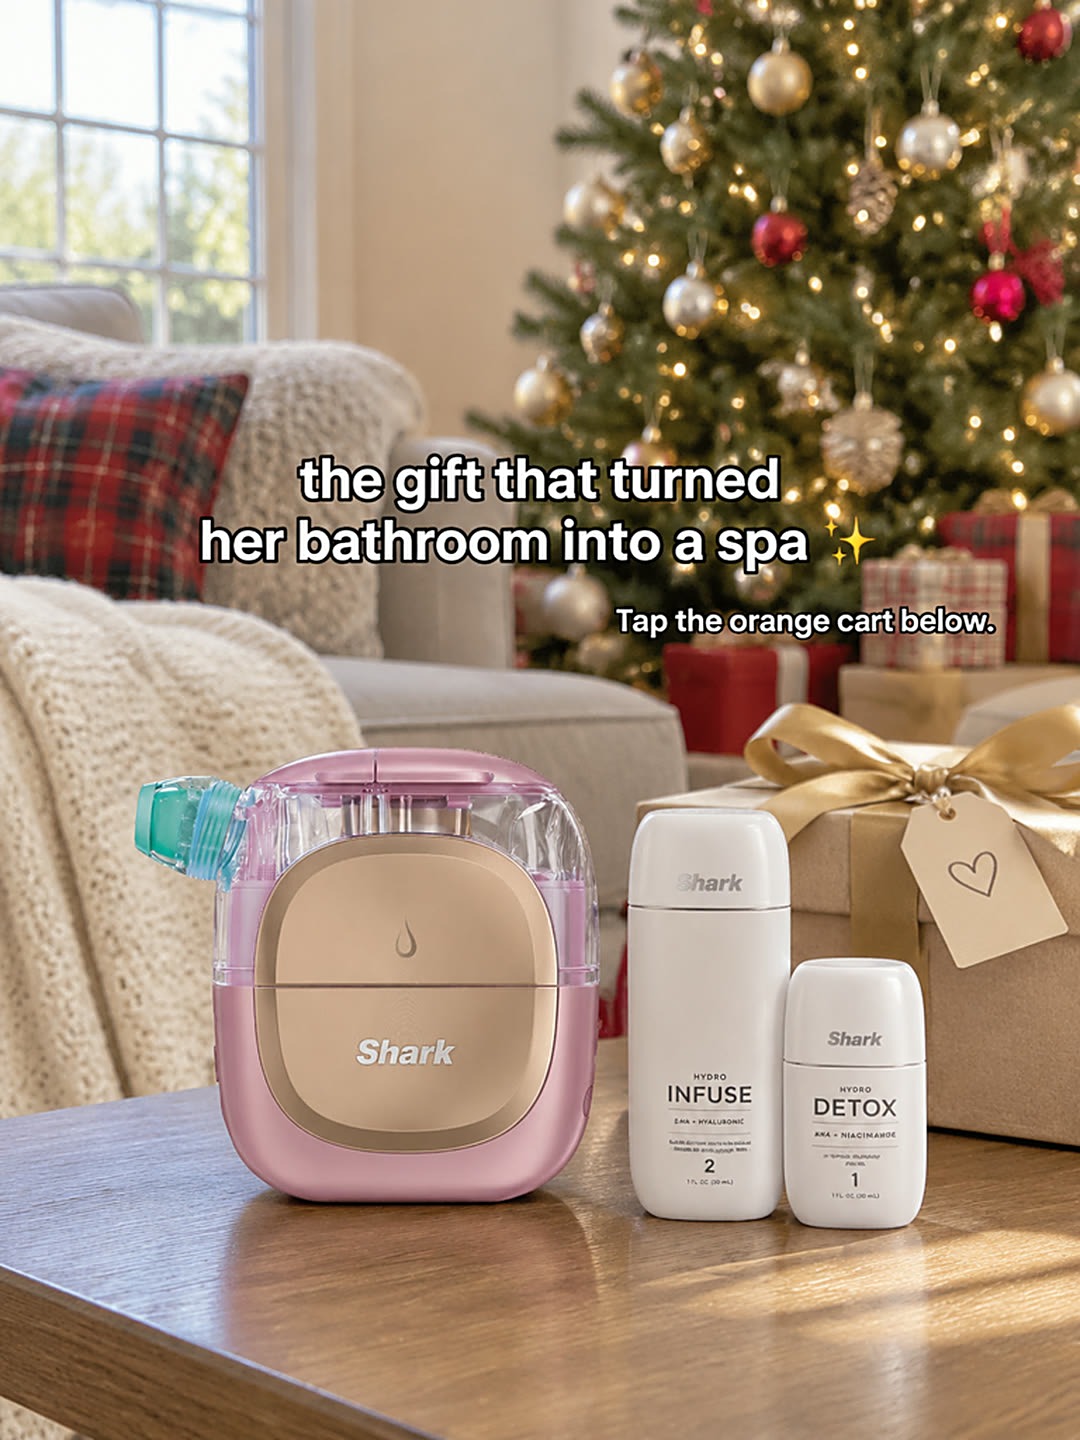 the gift that turned
her bathroom into a spa ✨
Tap the orange cart below.
Shark
Shark
HYDRO
INFUSE
2
Shark
HYDRO
DETOX
1